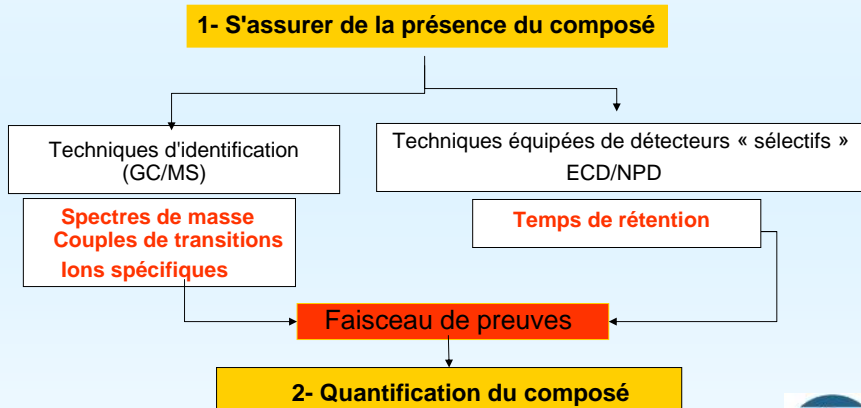 1- S'assurer de la présence du composé
Techniques d'identification
(GC/MS)
Techniques équipées de détecteurs « sélectifs »
ECD/NPD
Spectres de masse
Couples de transitions
Ions spécifiques
Temps de rétention
Faisceau de preuves
2- Quantification du composé